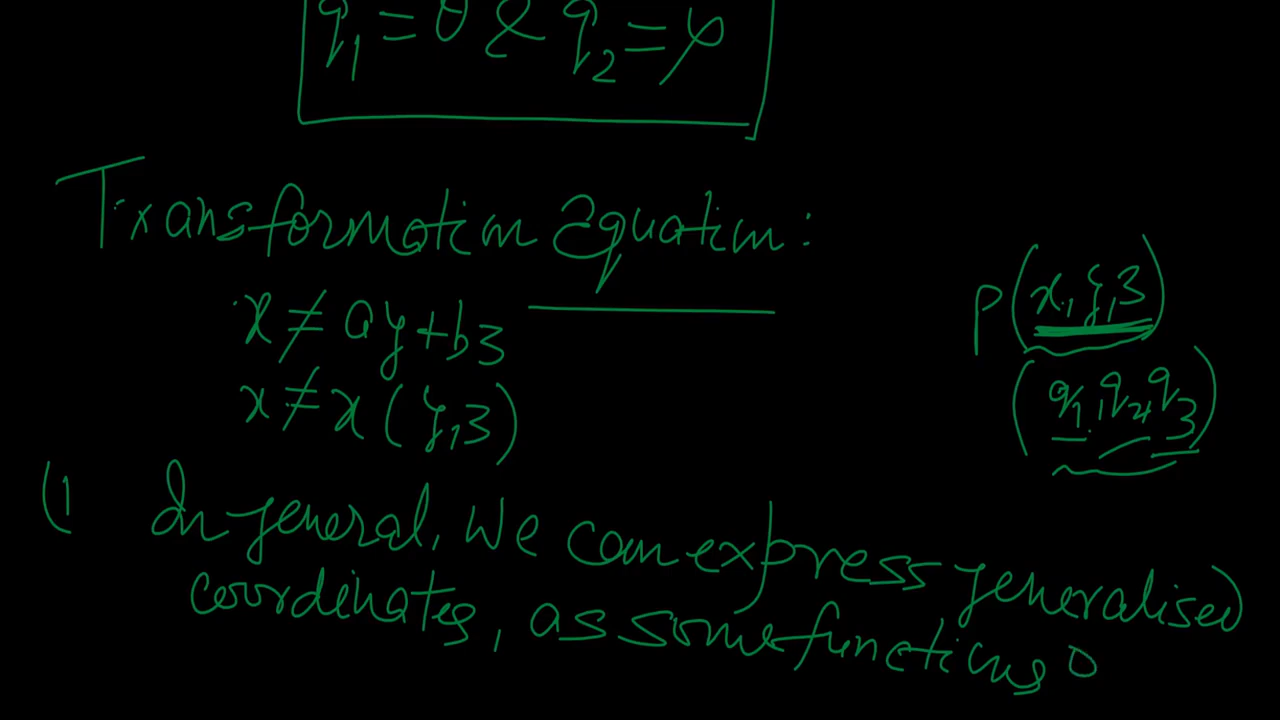 q₁ = θ & q₂ = φ
Transformation Equation:
x ≠ ay+bz
x ≠ x(y,z)
P(x,y,z)
(q₁,q₂,q₃)
(1 In general, we can express generalised
coordinates, as some functions o